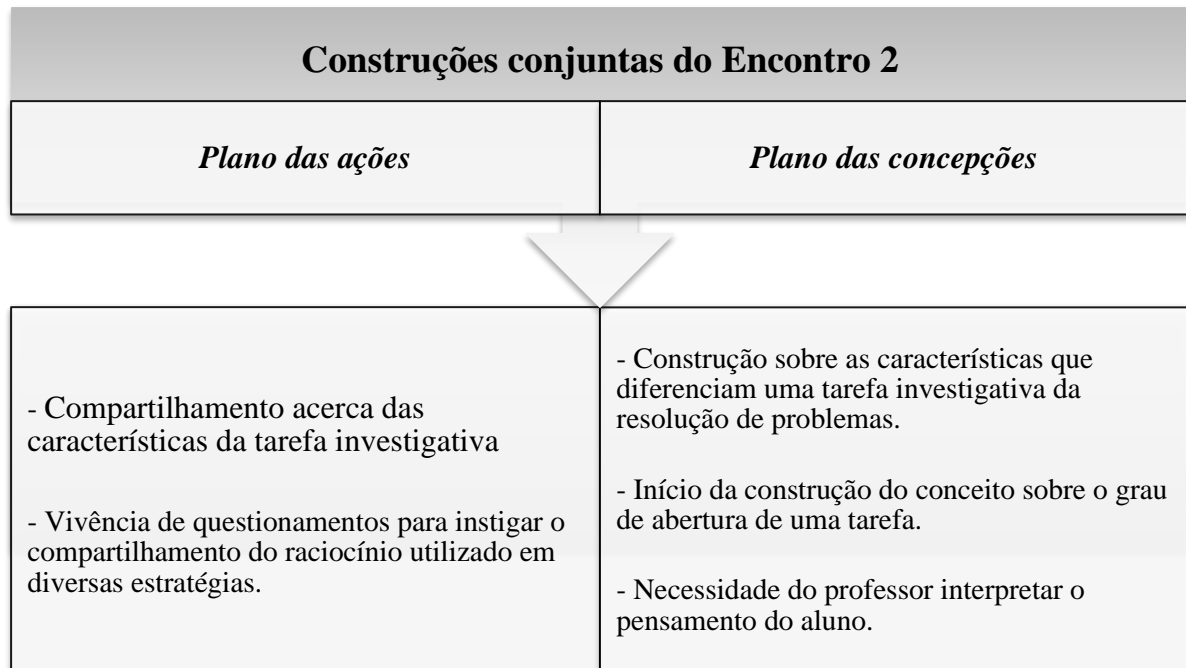 Construções conjuntas do Encontro 2
Plano das ações
Plano das concepções
- Compartilhamento acerca das
características da tarefa investigativa
- Vivência de questionamentos para instigar o
compartilhamento do raciocínio utilizado em
diversas estratégias.
- Construção sobre as características que
diferenciam uma tarefa investigativa da
resolução de problemas.
- Início da construção do conceito sobre o grau
de abertura de uma tarefa.
- Necessidade do professor interpretar o
pensamento do aluno.